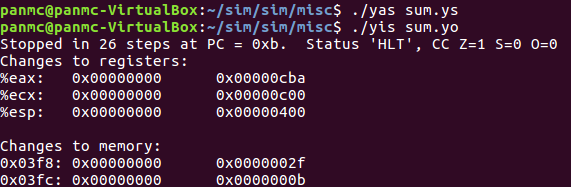 panmc@panmc-VirtualBox:~/sim/sim/misc$ ./yas sum.ys
panmc@panmc-VirtualBox:~/sim/sim/misc$ ./yis sum.yo
Stopped in 26 steps at PC = 0xb.  Status 'HLT', CC Z=1 S=0 O=0
Changes to registers:
%eax:   0x00000000      0x00000cba
%ecx:   0x00000000      0x00000c00
%esp:   0x00000000      0x00000400

Changes to memory:
0x03f8: 0x00000000      0x0000002f
0x03fc: 0x00000000      0x0000000b